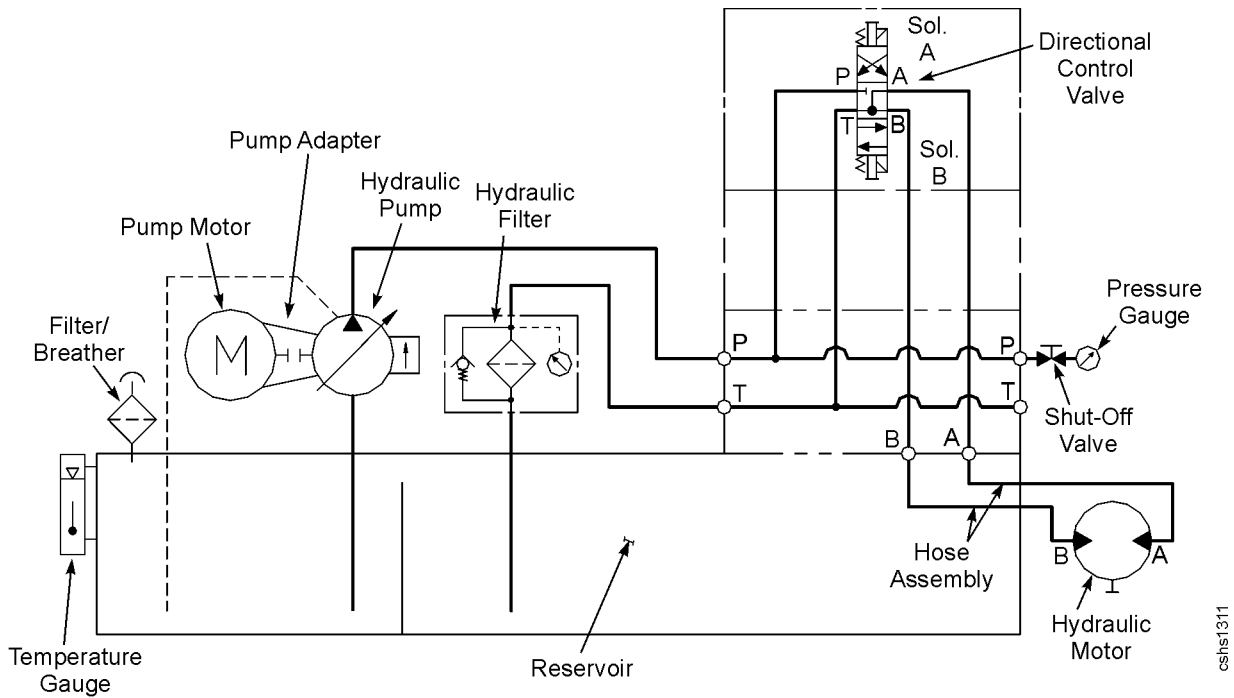 Sol.
A
Directional
Control
Valve
P
A
T
B
Sol.
B
Pump Adapter
Hydraulic
Pump
Hydraulic
Filter
Pump Motor
Filter/
Breather
M
Pressure
Gauge
P
P
T
T
Shut-Off
Valve
B
A
Hose
Assembly
B
A
Hydraulic
Motor
Temperature
Gauge
Reservoir
cshs1311